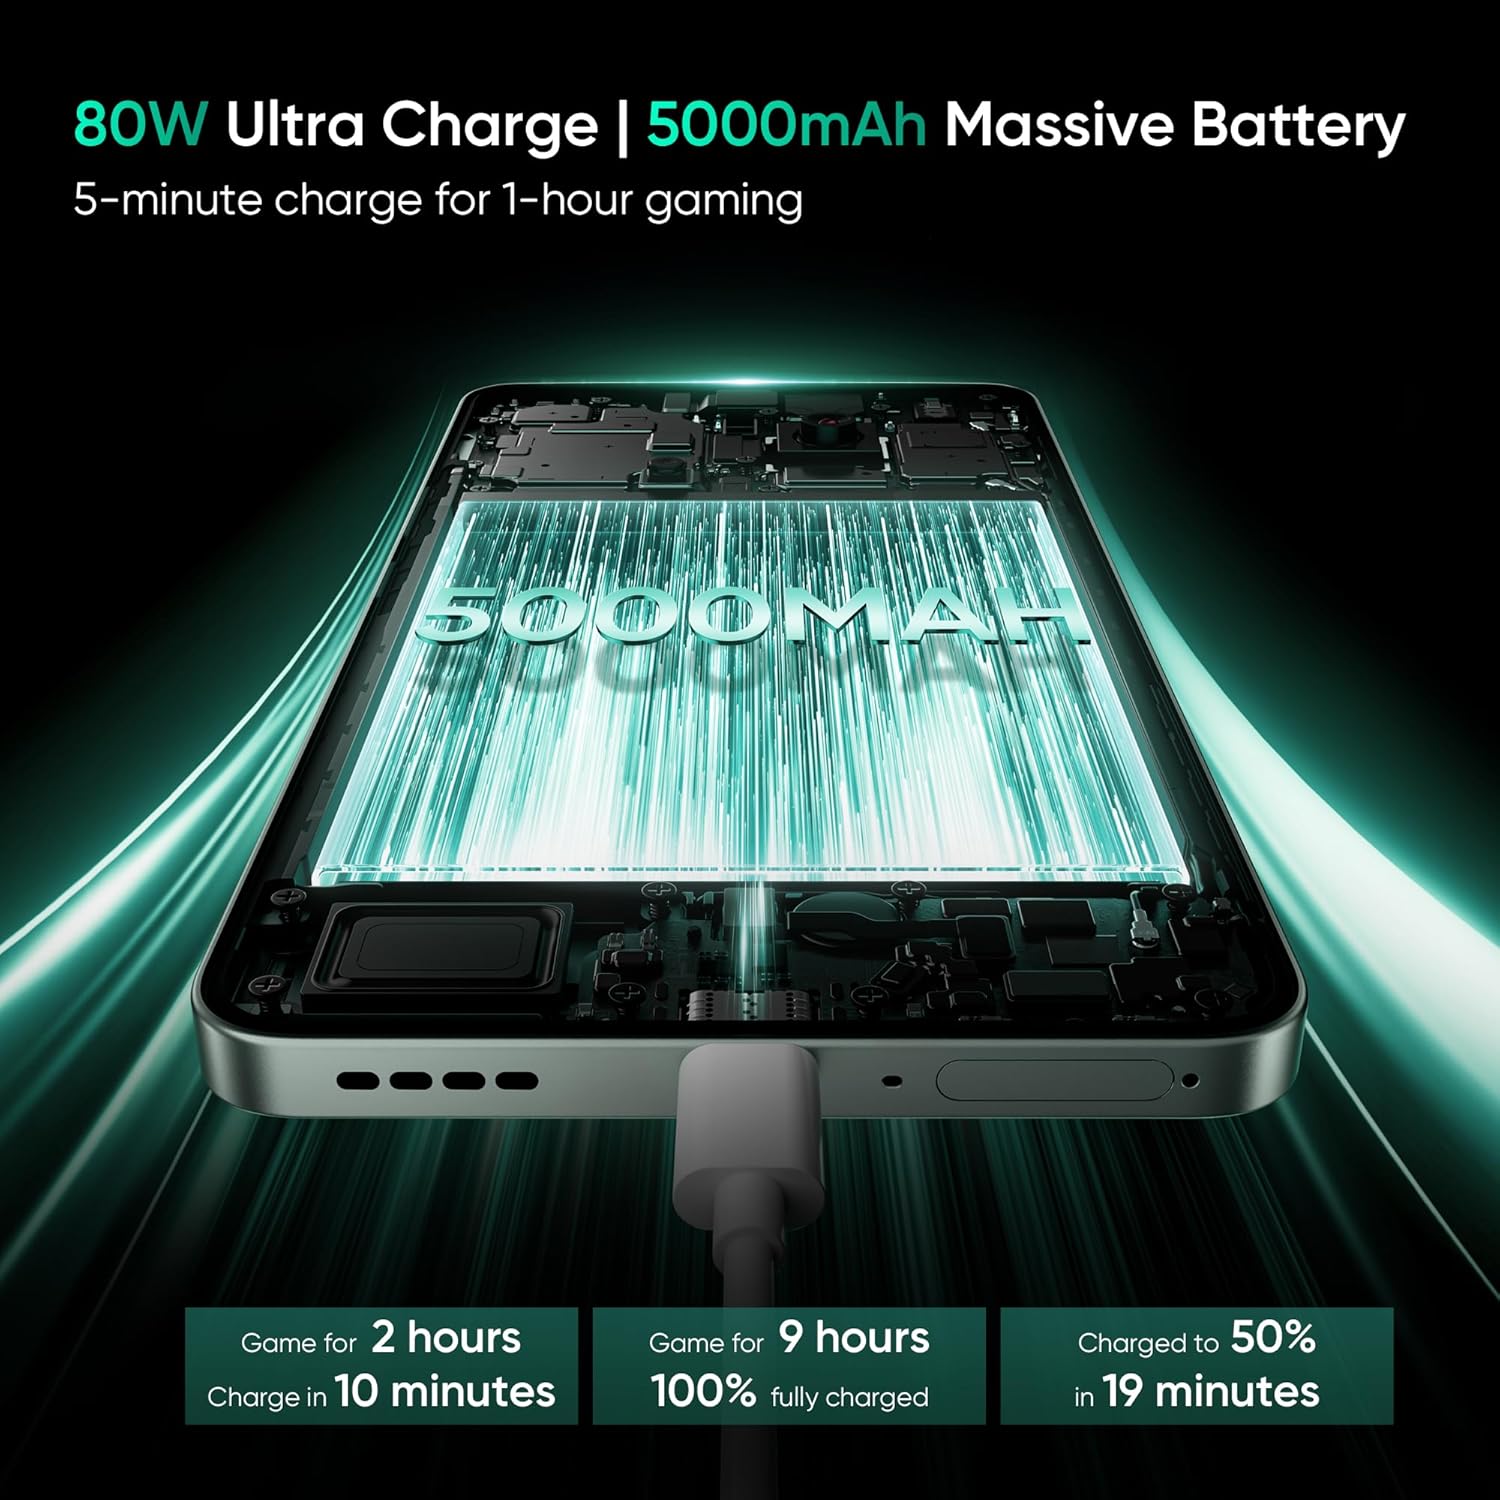 80W Ultra Charge | 5000mAh Massive Battery
5-minute charge for 1-hour gaming
5000MAH
Game for 2 hours
Charge in 10 minutes
Game for 9 hours
100% fully charged
Charged to 50%
in 19 minutes